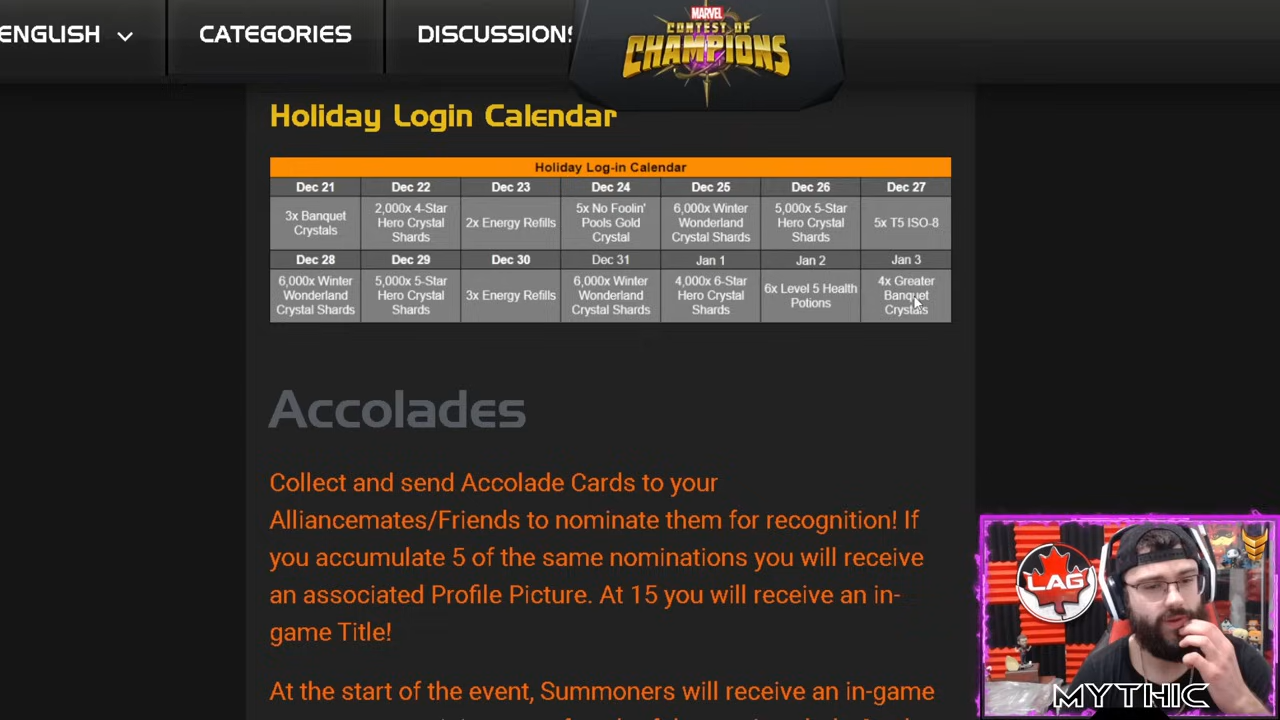 ENGLISH
CATEGORIES
DISCUSSIONS
MARVEL
CONTEST OF
CHAMPIONS
Holiday Login Calendar
Holiday Log-in Calendar
Dec 21 Dec 22 Dec 23 Dec 24 Dec 25 Dec 26 Dec 27
3x Banquet Crystals
2,000x 4-Star Hero Crystal Shards
2x Energy Refills
5x No Foolin' Pools Gold Crystal
6,000x Winter Wonderland Crystal Shards
5,000x 5-Star Hero Crystal Shards
5x T5 ISO-8
Dec 28 Dec 29 Dec 30 Dec 31 Jan 1 Jan 2 Jan 3
6,000x Winter Wonderland Crystal Shards
5,000x 5-Star Hero Crystal Shards
3x Energy Refills
6,000x Winter Wonderland Crystal Shards
4,000x 6-Star Hero Crystal Shards
6x Level 5 Health Potions
4x Greater Banquet Crystals
Accolades
Collect and send Accolade Cards to your
Alliancemates/Friends to nominate them for recognition! If
you accumulate 5 of the same nominations you will receive
an associated Profile Picture. At 15 you will receive an in-
game Title!
At the start of the event, Summoners will receive an in-game
LAG
MYTHIC